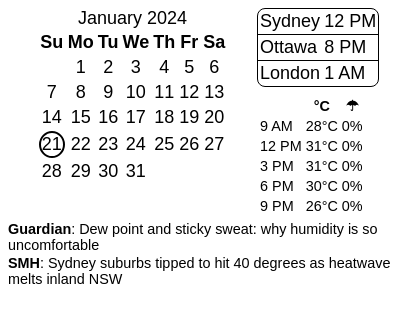 January 2024
Su Mo Tu We Th Fr Sa
1 2 3 4 5 6
7 8 9 10 11 12 13
14 15 16 17 18 19 20
21 22 23 24 25 26 27
28 29 30 31
Sydney 12 PM
Ottawa 8 PM
London 1 AM
°C ☂
9 AM 28°C 0%
12 PM 31°C 0%
3 PM 31°C 0%
6 PM 30°C 0%
9 PM 26°C 0%
Guardian: Dew point and sticky sweat: why humidity is so
uncomfortable
SMH: Sydney suburbs tipped to hit 40 degrees as heatwave
melts inland NSW